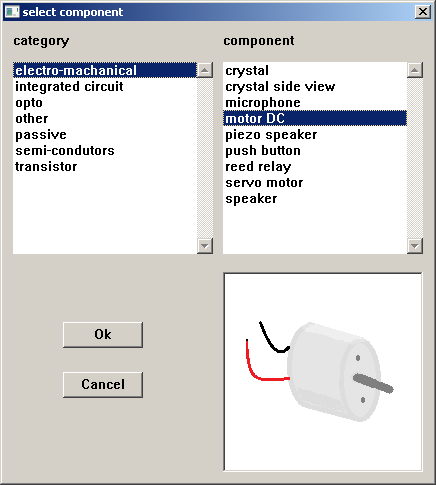 select component
category
component
electro-machanical
integrated circuit
opto
other
passive
semi-condutors
transistor
crystal
crystal side view
microphone
motor DC
piezo speaker
push button
reed relay
servo motor
speaker
Ok
Cancel